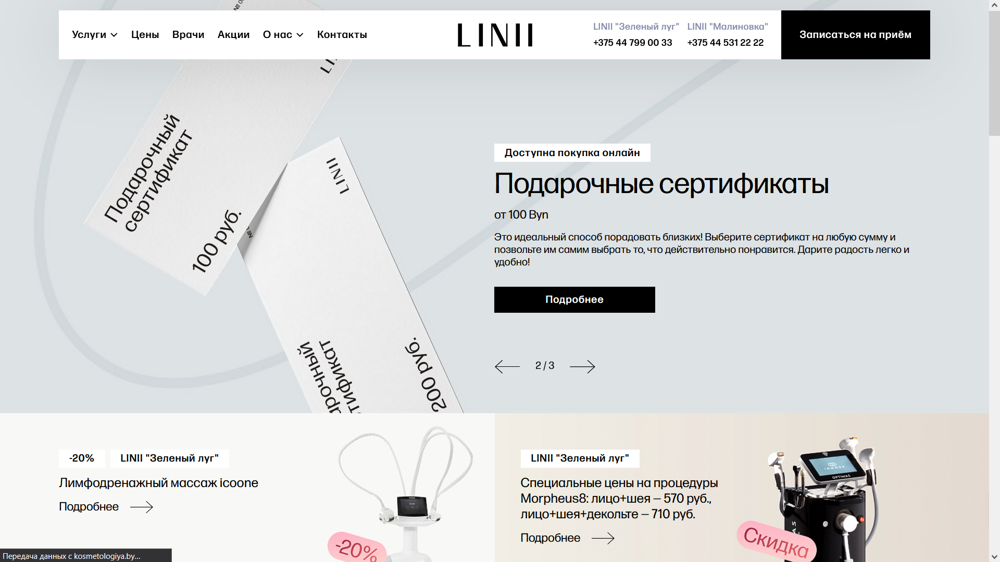 Услуги
Цены
Врачи
Акции
О нас
Контакты
LINII
LINII "Зеленый луг"
+375 44 799 00 33
LINII "Малиновка"
+375 44 531 22 22
Записаться на приём
Подарочный
сертификат
100 руб.
LINII
200 руб.
Доступна покупка онлайн
Подарочные сертификаты
от 100 Byn
Это идеальный способ порадовать близких! Выберите сертификат на любую сумму и
позвольте им самим выбрать то, что действительно понравится. Дарите радость легко и
удобно!
Подробнее
2 / 3
-20%
LINII "Зеленый луг"
Лимфодренажный массаж icoone
Подробнее
-20%
LINII "Зеленый луг"
Специальные цены на процедуры
Morpheus8: лицо+шея – 570 руб.,
лицо+шея+декольте – 710 руб.
Подробнее
INMODE
OPTIMAS
Скидка
Передача данных с kosmetologiya.by...